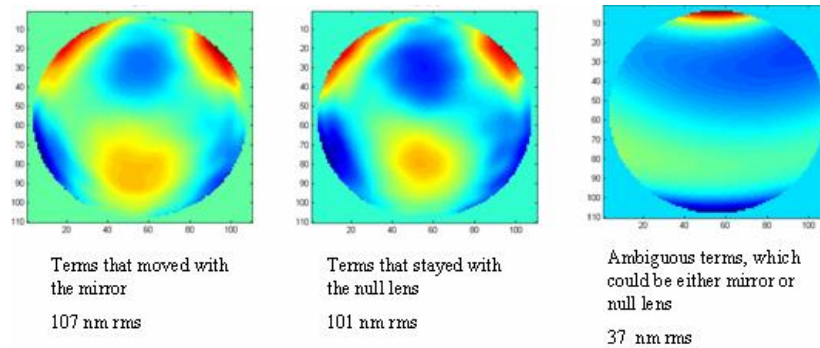 10
20
30
40
50
60
70
80
90
100
110
20 40 60 80 100
10
20
30
40
50
60
70
80
90
100
110
20 40 60 80 100
10
20
30
40
50
60
70
80
90
100
110
20 40 60 80 100
Terms that moved with
the mirror
107 nm rms
Terms that stayed with
the null lens
101 nm rms
Ambiguous terms, which
could be either mirror or
null lens
37 nm rms